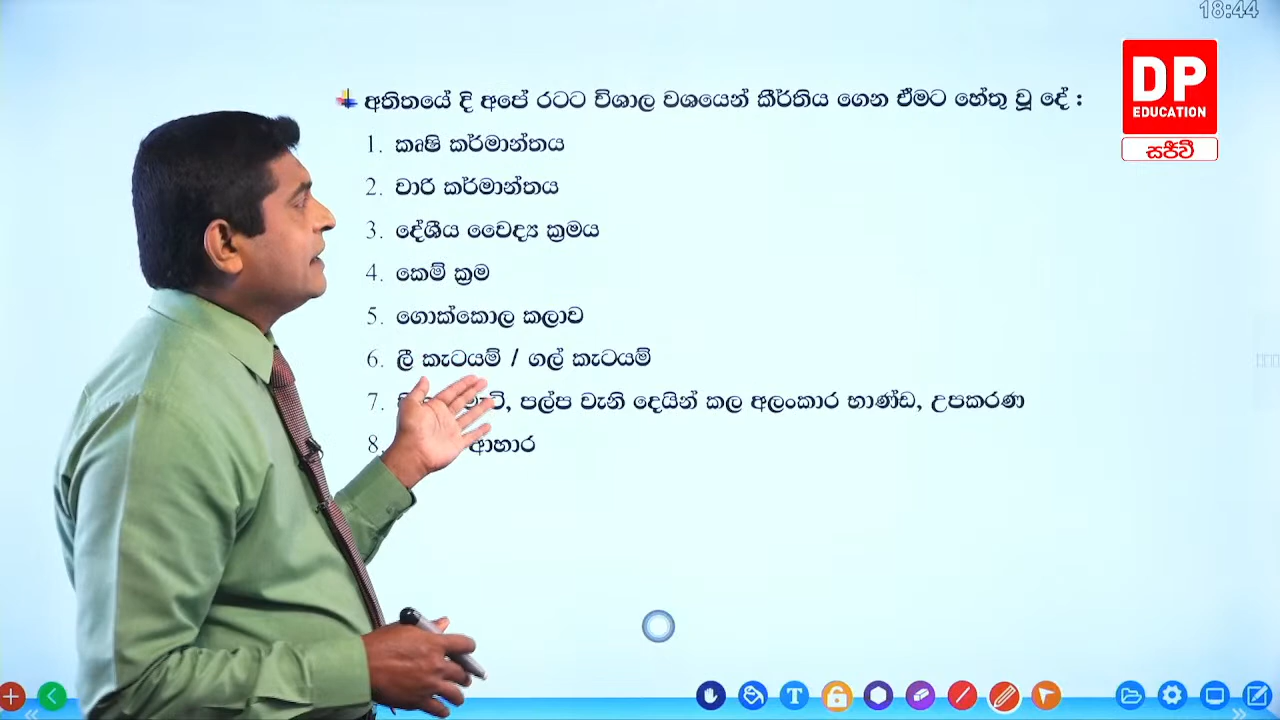 18:44
DP
EDUCATION
සජීවී
අතිතයේ දි අපේ රටට විශාල වශයෙන් කීර්තිය ගෙන ඒමට හේතු වූ දේ :
1. කෘෂි කර්මාන්තය
2. වාරි කර්මාන්තය
3. දේශීය වෛද්‍ය ක්‍රමය
4. කෙම් ක්‍රම
5. ගොක්කොල කලාව
6. ලී කැටයම් / ගල් කැටයම්
7. පල්ප වැනි දෙයින් කල අලංකාර භාණ්ඩ, උපකරණ
8. ආහාර